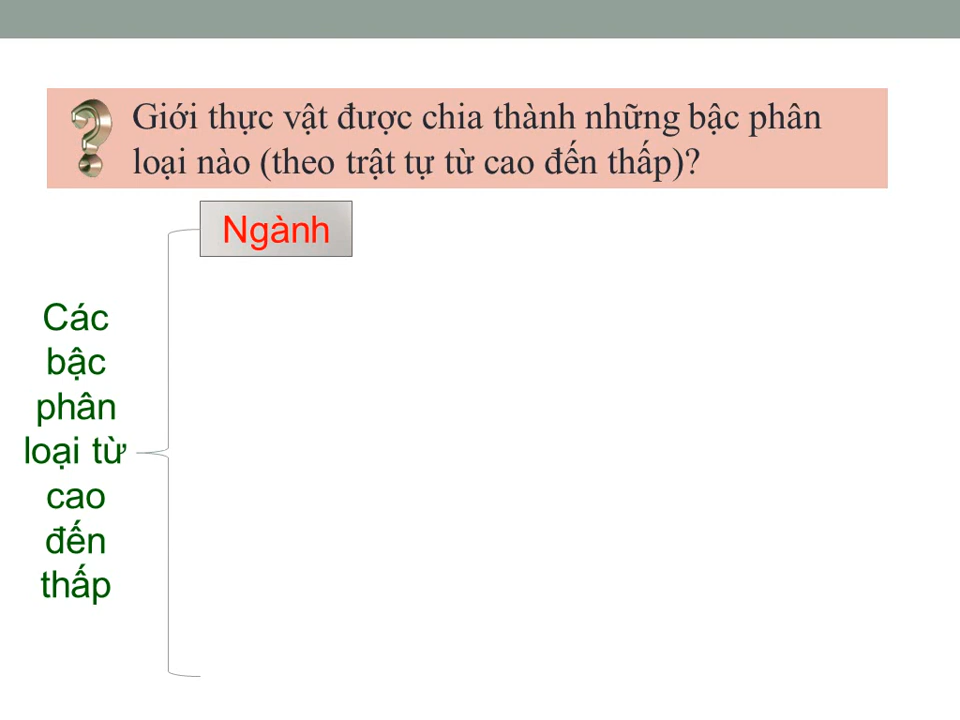 Giới thực vật được chia thành những bậc phân
loại nào (theo trật tự từ cao đến thấp)?
Ngành
Các
bậc
phân
loại từ
cao
đến
thấp